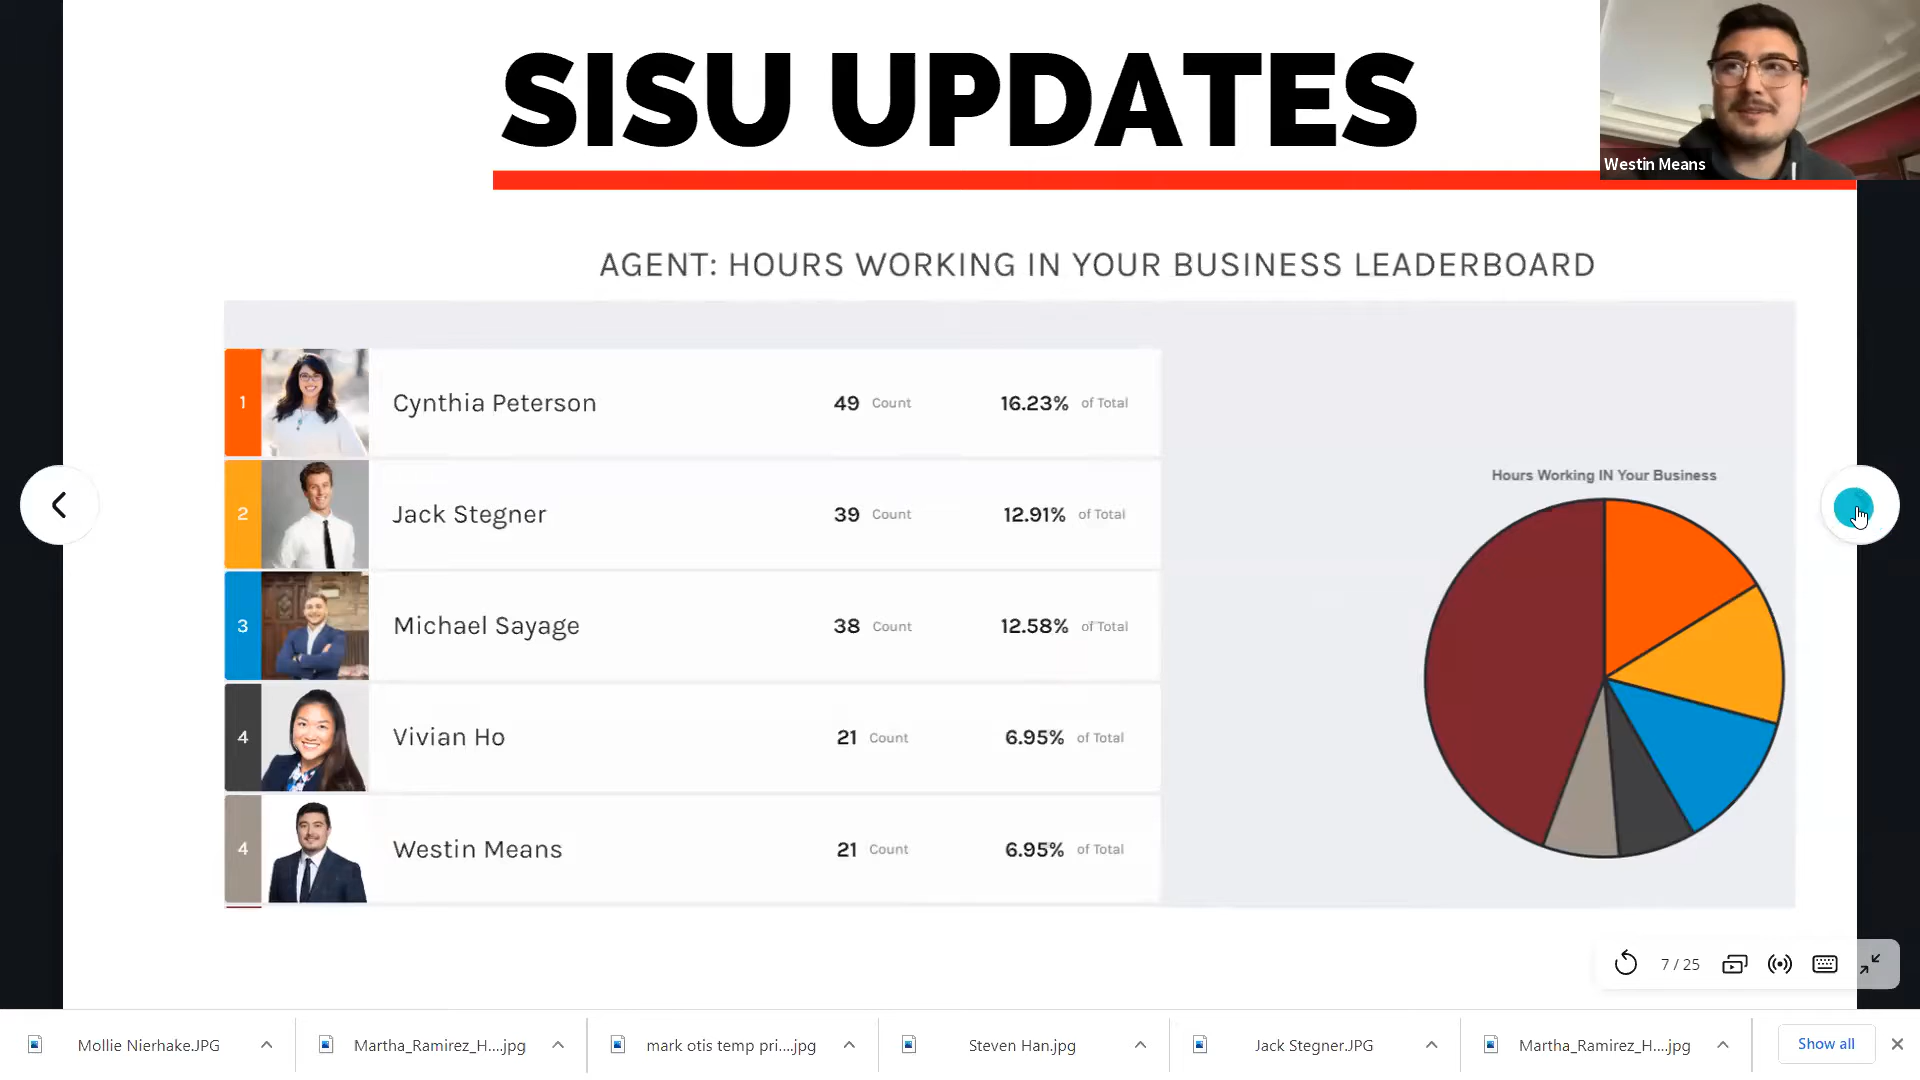 SISU UPDATES
Westin Means
AGENT: HOURS WORKING IN YOUR BUSINESS LEADERBOARD
1 Cynthia Peterson 49 Count 16.23% of Total
2 Jack Stegner 39 Count 12.91% of Total
3 Michael Sayage 38 Count 12.58% of Total
4 Vivian Ho 21 Count 6.95% of Total
4 Westin Means 21 Count 6.95% of Total
Hours Working IN Your Business
7 / 25
Mollie Nierhake.JPG
Martha_Ramirez_H....jpg
mark otis temp pri....jpg
Steven Han.jpg
Jack Stegner.JPG
Martha_Ramirez_H....jpg
Show all